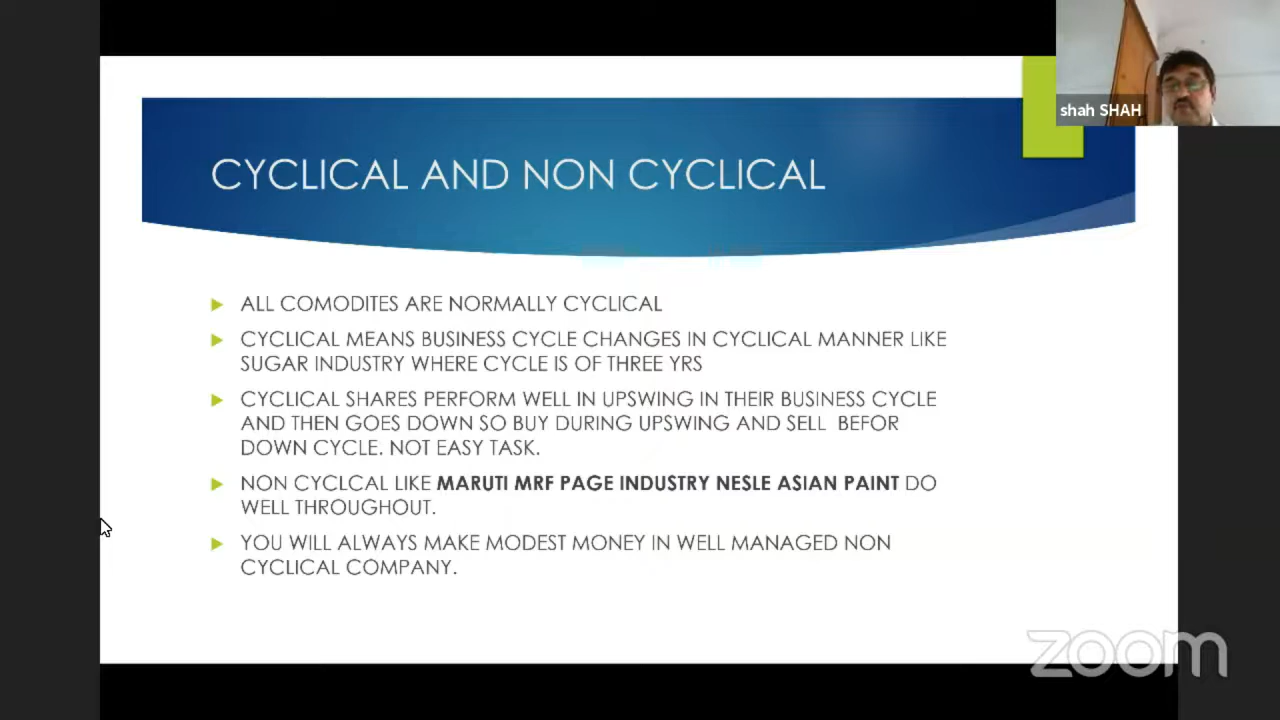 shah SHAH
CYCLICAL AND NON CYCLICAL
ALL COMODITES ARE NORMALLY CYCLICAL
CYCLICAL MEANS BUSINESS CYCLE CHANGES IN CYCLICAL MANNER LIKE
SUGAR INDUSTRY WHERE CYCLE IS OF THREE YRS
CYCLICAL SHARES PERFORM WELL IN UPSWING IN THEIR BUSINESS CYCLE
AND THEN GOES DOWN SO BUY DURING UPSWING AND SELL BEFOR
DOWN CYCLE. NOT EASY TASK.
NON CYCLCAL LIKE MARUTI MRF PAGE INDUSTRY NESLE ASIAN PAINT DO
WELL THROUGHOUT.
YOU WILL ALWAYS MAKE MODEST MONEY IN WELL MANAGED NON
CYCLICAL COMPANY.
zoom